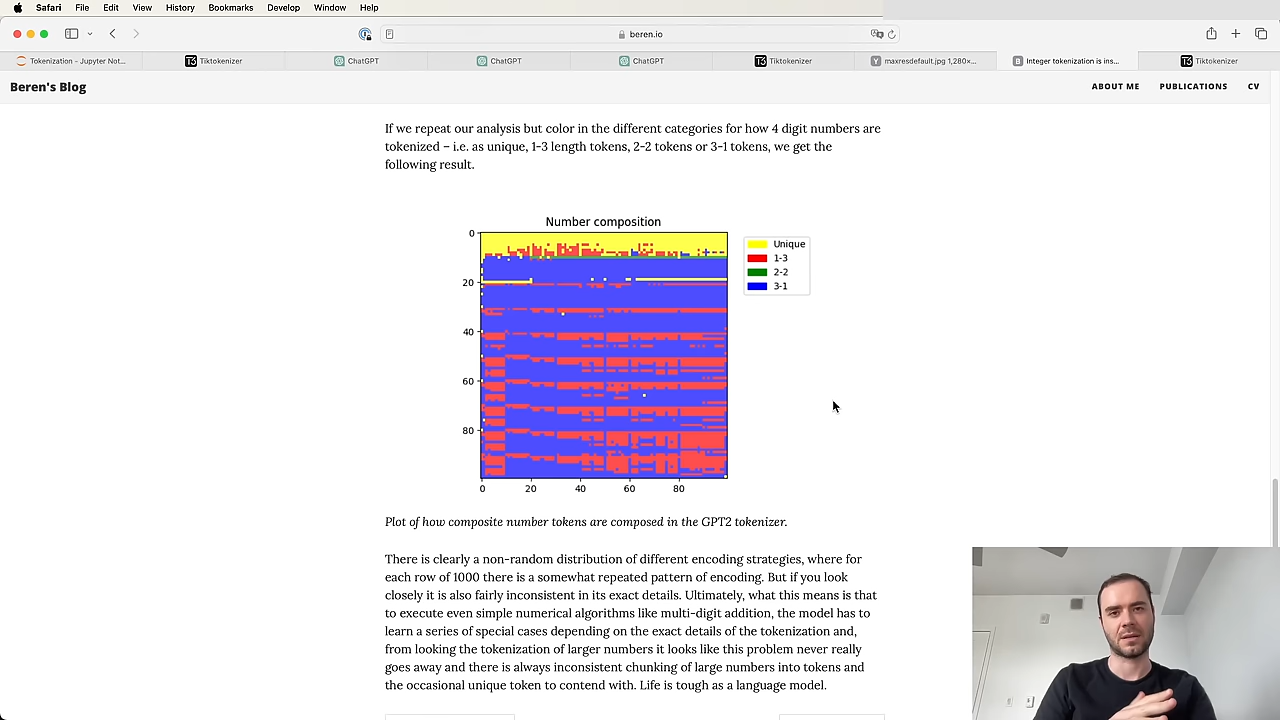 Safari File Edit View History Bookmarks Develop Window Help
beren.io
Tokenization - Jupyter Not... Tiktokenizer ChatGPT ChatGPT ChatGPT Tiktokenizer maxresdefault.jpg 1,280×... Integer tokenization is ins... Tiktokenizer
Beren's Blog ABOUT ME PUBLICATIONS CV
If we repeat our analysis but color in the different categories for how 4 digit numbers are
tokenized – i.e. as unique, 1-3 length tokens, 2-2 tokens or 3-1 tokens, we get the
following result.
Number composition
0
20
40
60
80
0 20 40 60 80
Unique
1-3
2-2
3-1
Plot of how composite number tokens are composed in the GPT2 tokenizer.
There is clearly a non-random distribution of different encoding strategies, where for
each row of 1000 there is a somewhat repeated pattern of encoding. But if you look
closely it is also fairly inconsistent in its exact details. Ultimately, what this means is that
to execute even simple numerical algorithms like multi-digit addition, the model has to
learn a series of special cases depending on the exact details of the tokenization and,
from looking the tokenization of larger numbers it looks like this problem never really
goes away and there is always inconsistent chunking of large numbers into tokens and
the occasional unique token to contend with. Life is tough as a language model.